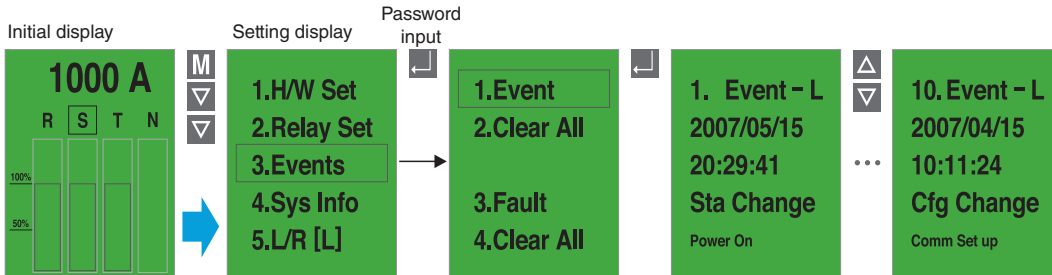 Initial display
1000 A
R S T N
100%
50%
M
Setting display
1.H/W Set
2.Relay Set
3.Events
4.Sys Info
5.L/R [L]
Password
input
1.Event
2.Clear All
3.Fault
4.Clear All
1. Event – L
2007/05/15
20:29:41
Sta Change
Power On
...
10. Event – L
2007/04/15
10:11:24
Cfg Change
Comm Set up